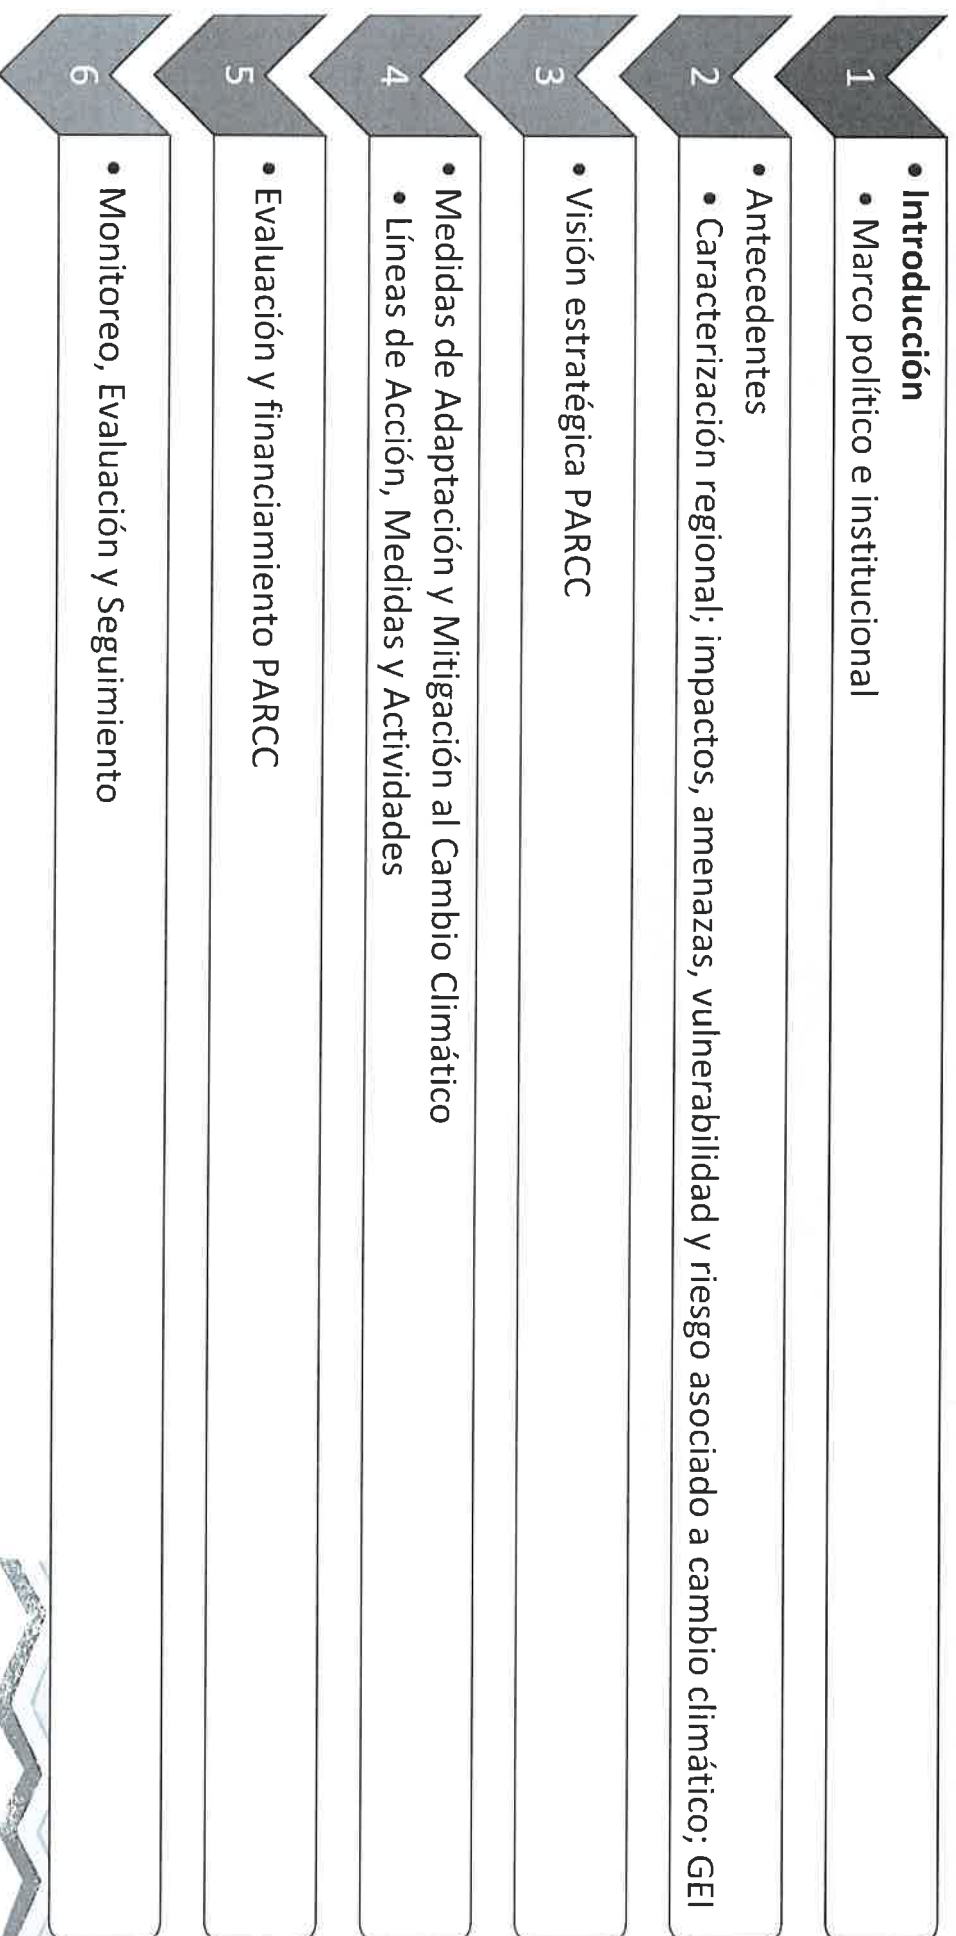 1
• Introducción
• Marco político e institucional
2
• Antecedentes
• Caracterización regional; impactos, amenazas, vulnerabilidad y riesgo asociado a cambio climático; GEI
3
• Visión estratégica PARCC
4
• Medidas de Adaptación y Mitigación al Cambio Climático
• Líneas de Acción, Medidas y Actividades
5
• Evaluación y financiamiento PARCC
6
• Monitoreo, Evaluación y Seguimiento